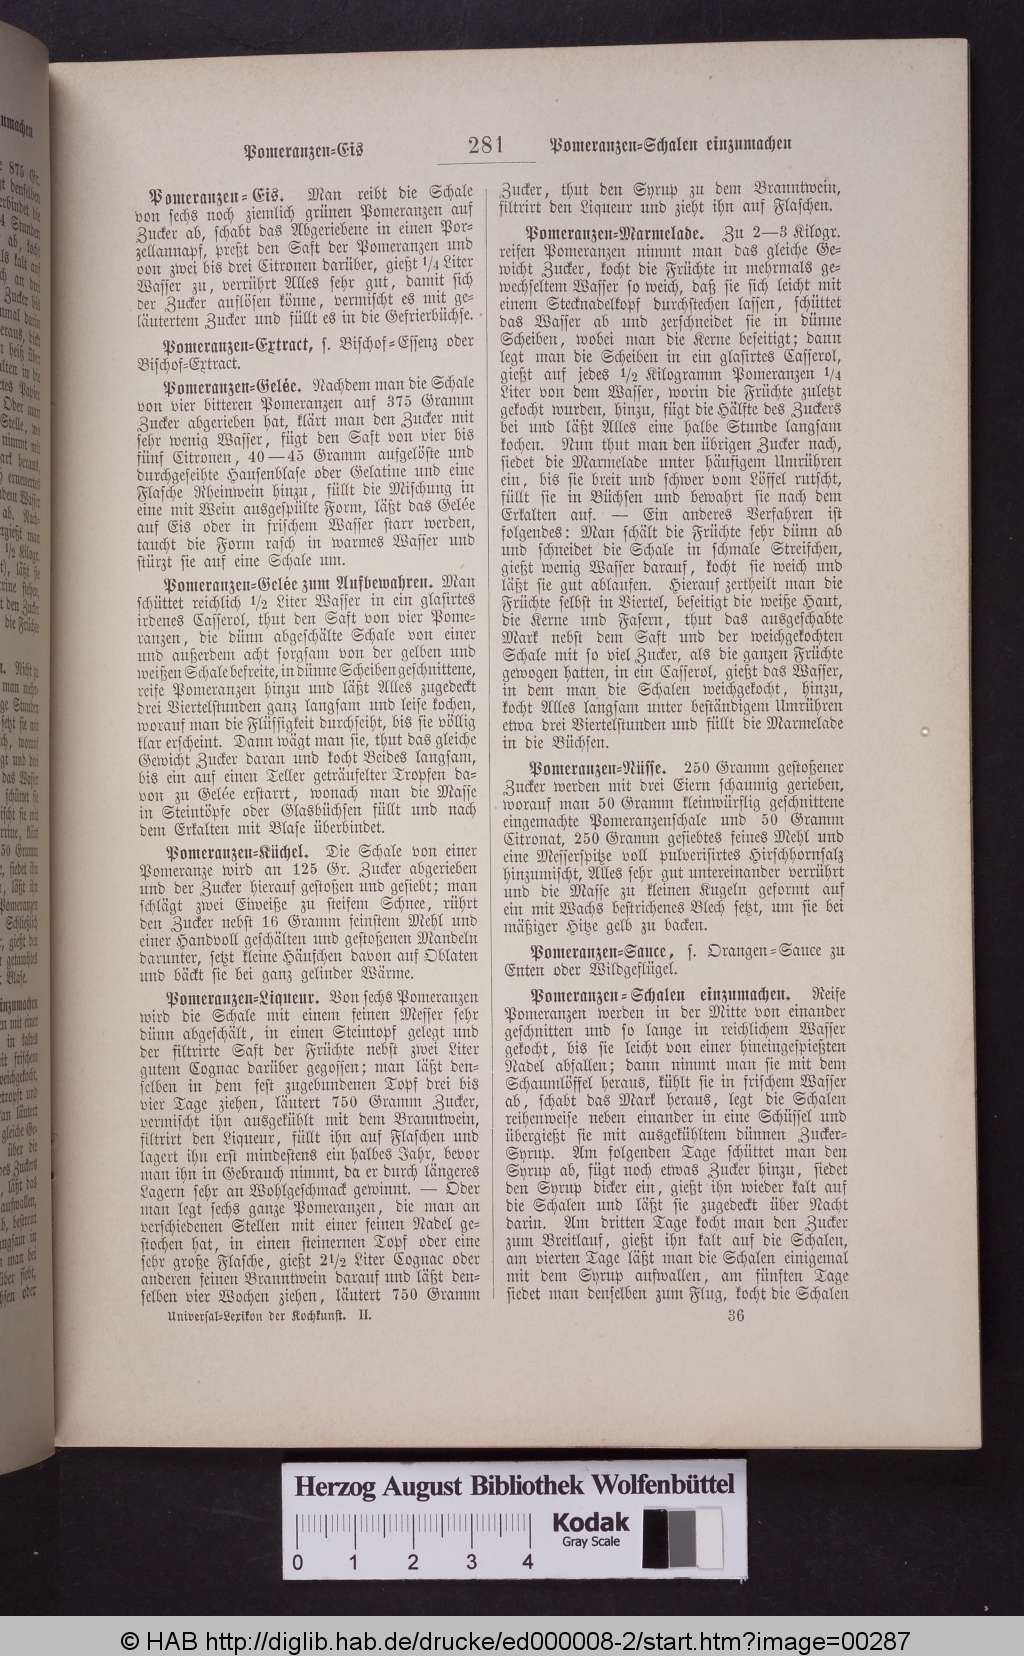 Pomeranzen-Eis
281
Pomeranzen-Schalen einzumachen
Pomeranzen-Eis. Man reibt die Schale
von sechs noch ziemlich grünen Pomeranzen auf
Zucker ab, schabt das Abgeriebene in einen Por-
zellannapf, preßt den Saft der Pomeranzen und
von zwei bis drei Citronen darüber, gießt 1/4 Liter
Wasser zu, verrührt Alles sehr gut, damit sich
der Zucker auflösen könne, vermischt es mit ge-
läutertem Zucker und füllt es in die Gefrierbüchse.
Pomeranzen-Extract, s. Bischof-Essenz oder
Bischof-Extract.
Pomeranzen-Gelée. Nachdem man die Schale
von vier bitteren Pomeranzen auf 375 Gramm
Zucker abgerieben hat, klärt man den Zucker mit
sehr wenig Wasser, fügt den Saft von vier bis
fünf Citronen, 40—45 Gramm aufgelöste und
durchgeseihte Hausenblase oder Gelatine und eine
Flasche Rheinwein hinzu, füllt die Mischung in
eine mit Wein ausgespülte Form, läßt das Gelée
auf Eis oder in frischem Wasser starr werden,
taucht die Form rasch in warmes Wasser und
stürzt sie auf eine Schale um.
Pomeranzen-Gelée zum Aufbewahren. Man
schüttet reichlich 1/2 Liter Wasser in ein glasirtes
irdenes Casserol, thut den Saft von vier Pome-
ranzen, die dünn abgeschälte Schale von einer
und außerdem acht sorgsam von der gelben und
weißen Schale befreite, in dünne Scheiben geschnittene,
reife Pomeranzen hinzu und läßt Alles zugedeckt
drei Viertelstunden ganz langsam und leise kochen,
worauf man die Flüssigkeit durchseiht, bis sie völlig
klar erscheint. Dann wägt man sie, thut das gleiche
Gewicht Zucker daran und kocht Beides langsam,
bis ein auf einen Teller geträufelter Tropfen da-
von zu Gelée erstarrt, wonach man die Masse
in Steintöpfe oder Glasbüchsen füllt und nach
dem Erkalten mit Blase überbindet.
Pomeranzen-Küchel. Die Schale von einer
Pomeranze wird an 125 Gr. Zucker abgerieben
und der Zucker hierauf gestoßen und gesiebt; man
schlägt zwei Eiweiße zu steifem Schnee, rührt
den Zucker nebst 16 Gramm feinstem Mehl und
einer Handvoll geschälten und gestoßenen Mandeln
darunter, setzt kleine Häufchen davon auf Oblaten
und bäckt sie bei ganz gelinder Wärme.
Pomeranzen-Liqueur. Von sechs Pomeranzen
wird die Schale mit einem feinen Messer sehr
dünn abgeschält, in einen Steintopf gelegt und
der filtrirte Saft der Früchte nebst zwei Liter
gutem Cognac darüber gegossen; man läßt den-
selben in dem fest zugebundenen Topf drei bis
vier Tage ziehen, läutert 750 Gramm Zucker,
vermischt ihn ausgekühlt mit dem Branntwein,
filtrirt den Liqueur, füllt ihn auf Flaschen und
lagert ihn erst mindestens ein halbes Jahr, bevor
man ihn in Gebrauch nimmt, da er durch längeres
Lagern sehr an Wohlgeschmack gewinnt. — Oder
man legt sechs ganze Pomeranzen, die man an
verschiedenen Stellen mit einer feinen Nadel ge-
stochen hat, in einen steinernen Topf oder eine
sehr große Flasche, gießt 2 1/2 Liter Cognac oder
anderen feinen Branntwein darauf und läßt den-
selben vier Wochen ziehen, läutert 750 Gramm
Universal-Lexikon der Kochkunst. II.
Zucker, thut den Syrup zu dem Branntwein,
filtrirt den Liqueur und zieht ihn auf Flaschen.
Pomeranzen-Marmelade. Zu 2—3 Kilogr.
reifen Pomeranzen nimmt man das gleiche Ge-
wicht Zucker, kocht die Früchte in mehrmals ge-
wechseltem Wasser so weich, daß sie sich leicht mit
einem Stecknadelkopf durchstechen lassen, schüttet
das Wasser ab und zerschneidet sie in dünne
Scheiben, wobei man die Kerne beseitigt; dann
legt man die Scheiben in ein glasirtes Casserol,
gießt auf jedes 1/2 Kilogramm Pomeranzen 1/4
Liter von dem Wasser, worin die Früchte zuletzt
gekocht wurden, hinzu, fügt die Hälfte des Zuckers
bei und läßt Alles eine halbe Stunde langsam
kochen. Nun thut man den übrigen Zucker nach,
siedet die Marmelade unter häufigem Umrühren
ein, bis sie breit und schwer vom Löffel rutscht,
füllt sie in Büchsen und bewahrt sie nach dem
Erkalten auf. — Ein anderes Verfahren ist
folgendes: Man schält die Früchte sehr dünn ab
und schneidet die Schale in schmale Streifchen,
gießt wenig Wasser darauf, kocht sie weich und
läßt sie gut ablaufen. Hierauf zertheilt man die
Früchte selbst in Viertel, beseitigt die weiße Haut,
die Kerne und Fasern, thut das ausgeschabte
Mark nebst dem Saft und der weichgekochten
Schale mit so viel Zucker, als die ganzen Früchte
gewogen hatten, in ein Casserol, gießt das Wasser,
in dem man die Schalen weichgekocht, hinzu,
kocht Alles langsam unter beständigem Umrühren
etwa drei Viertelstunden und füllt die Marmelade
in die Büchsen.
Pomeranzen-Nüsse. 250 Gramm gestoßener
Zucker werden mit drei Eiern schaumig gerieben,
worauf man 50 Gramm kleinwürflig geschnittene
eingemachte Pomeranzenschale und 50 Gramm
Citronat, 250 Gramm gesiebtes feines Mehl und
eine Messerspitze voll pulverisirtes Hirschhornsalz
hinzumischt, Alles sehr gut untereinander verrührt
und die Masse zu kleinen Kugeln geformt auf
ein mit Wachs bestrichenes Blech setzt, um sie bei
mäßiger Hitze gelb zu backen.
Pomeranzen-Sauce, s. Orangen-Sauce zu
Enten oder Wildgeflügel.
Pomeranzen-Schalen einzumachen. Reife
Pomeranzen werden in der Mitte von einander
geschnitten und so lange in reichlichem Wasser
gekocht, bis sie leicht von einer hineingespießten
Nadel abfallen; dann nimmt man sie mit dem
Schaumlöffel heraus, kühlt sie in frischem Wasser
ab, schabt das Mark heraus, legt die Schalen
reihenweise neben einander in eine Schüssel und
übergießt sie mit ausgekühltem dünnen Zucker-
Syrup. Am folgenden Tage schüttet man den
Syrup ab, fügt noch etwas Zucker hinzu, siedet
den Syrup dicker ein, gießt ihn wieder kalt auf
die Schalen und läßt sie zugedeckt über Nacht
darin. Am dritten Tage kocht man den Zucker
zum Breitlauf, gießt ihn kalt auf die Schalen,
am vierten Tage läßt man die Schalen einigemal
mit dem Syrup aufwallen, am fünften Tage
siedet man denselben zum Flug, kocht die Schalen
36
Herzog August Bibliothek Wolfenbüttel
0 1 2 3 4
Kodak
Gray Scale
© HAB http://diglib.hab.de/drucke/ed000008-2/start.htm?image=00287